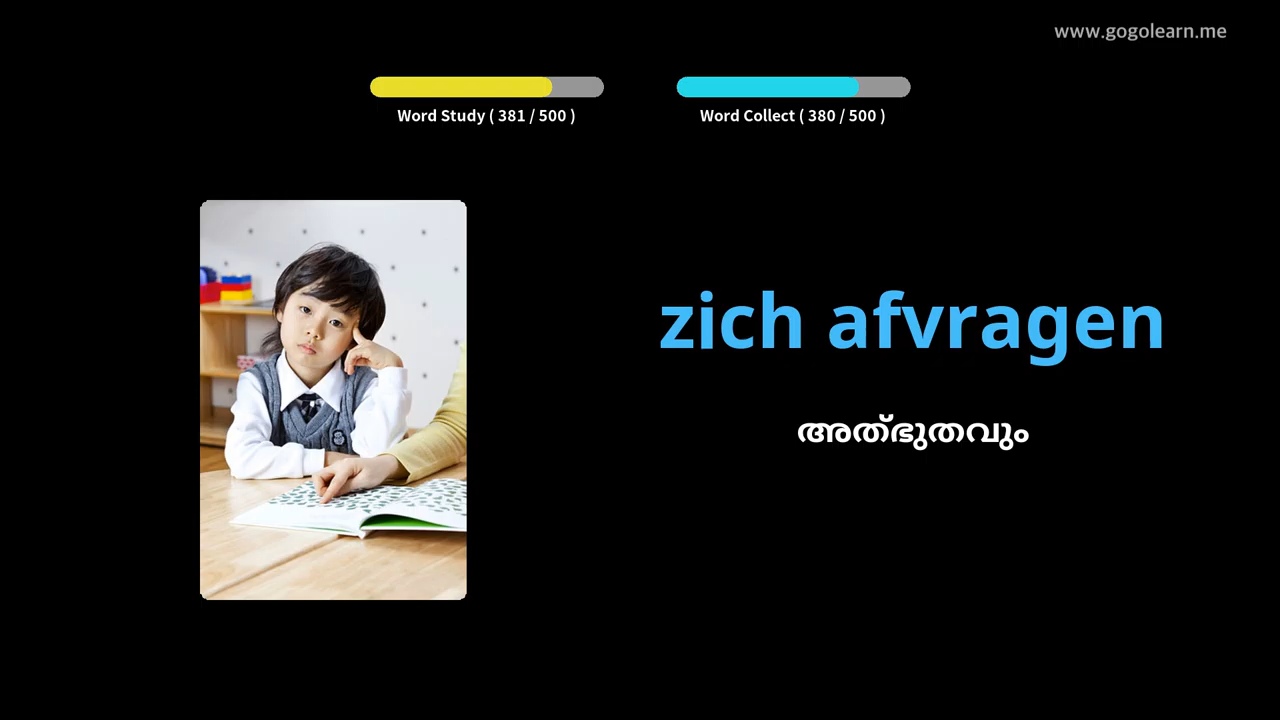 www.gogolearn.me
Word Study ( 381 / 500 )
Word Collect ( 380 / 500 )
zich afvragen
അത്ഭുതവും